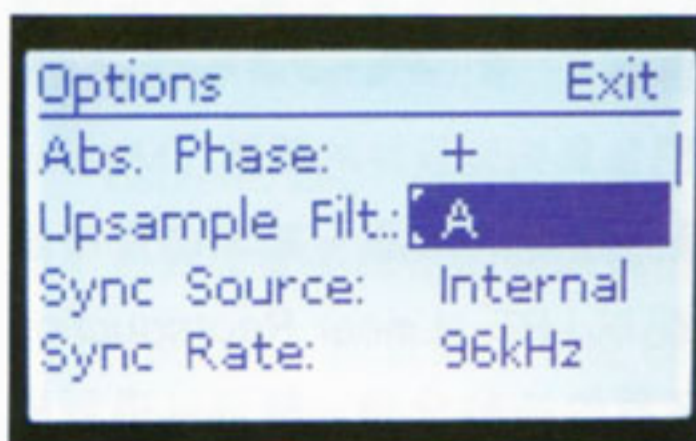 Options Exit
Abs. Phase: +
Upsample Filt.: A
Sync Source: Internal
Sync Rate: 96kHz